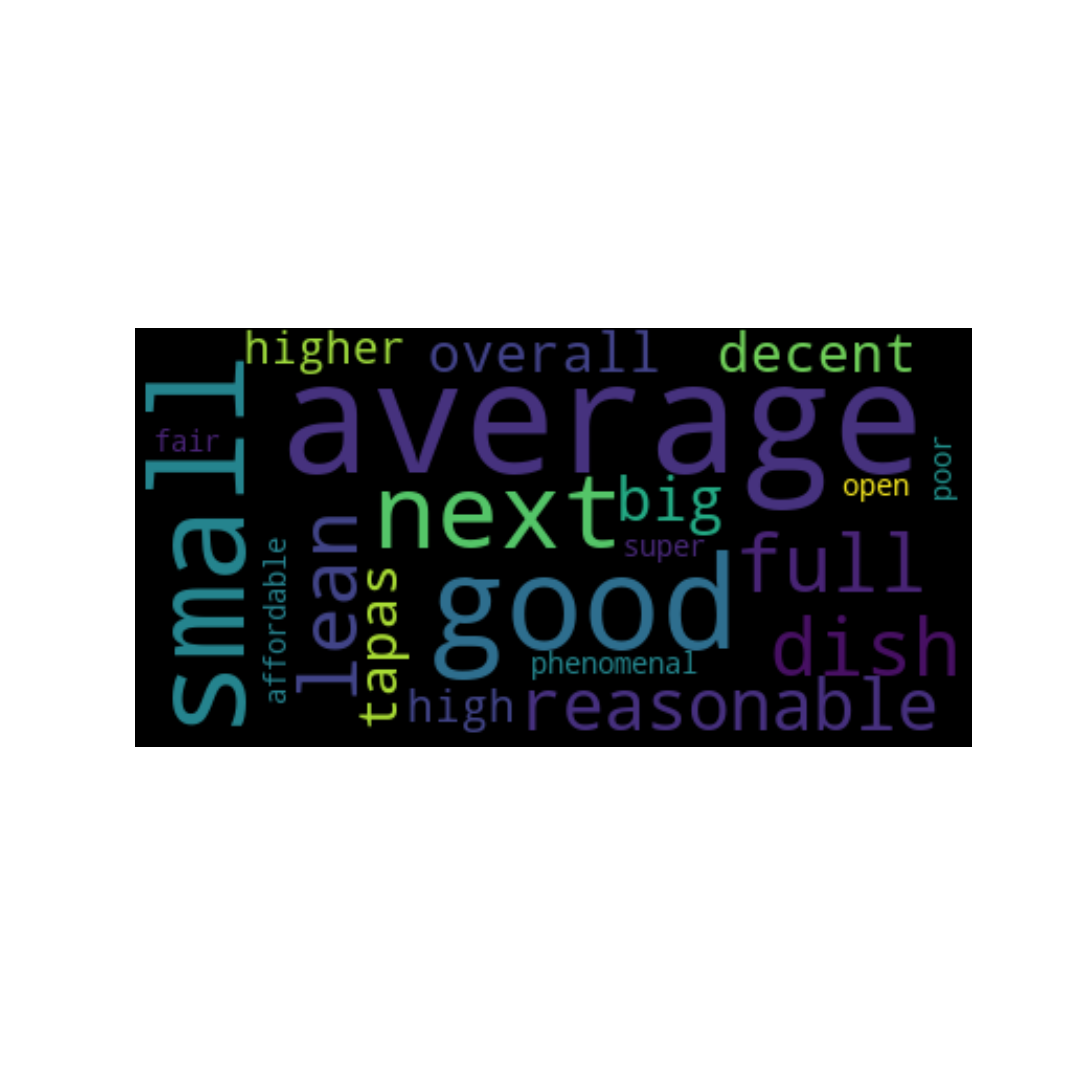 higher
overall
decent
small
average
fair
poor
next
big
open
lean
super
full
affordable
tapas
good
dish
phenomenal
high
reasonable